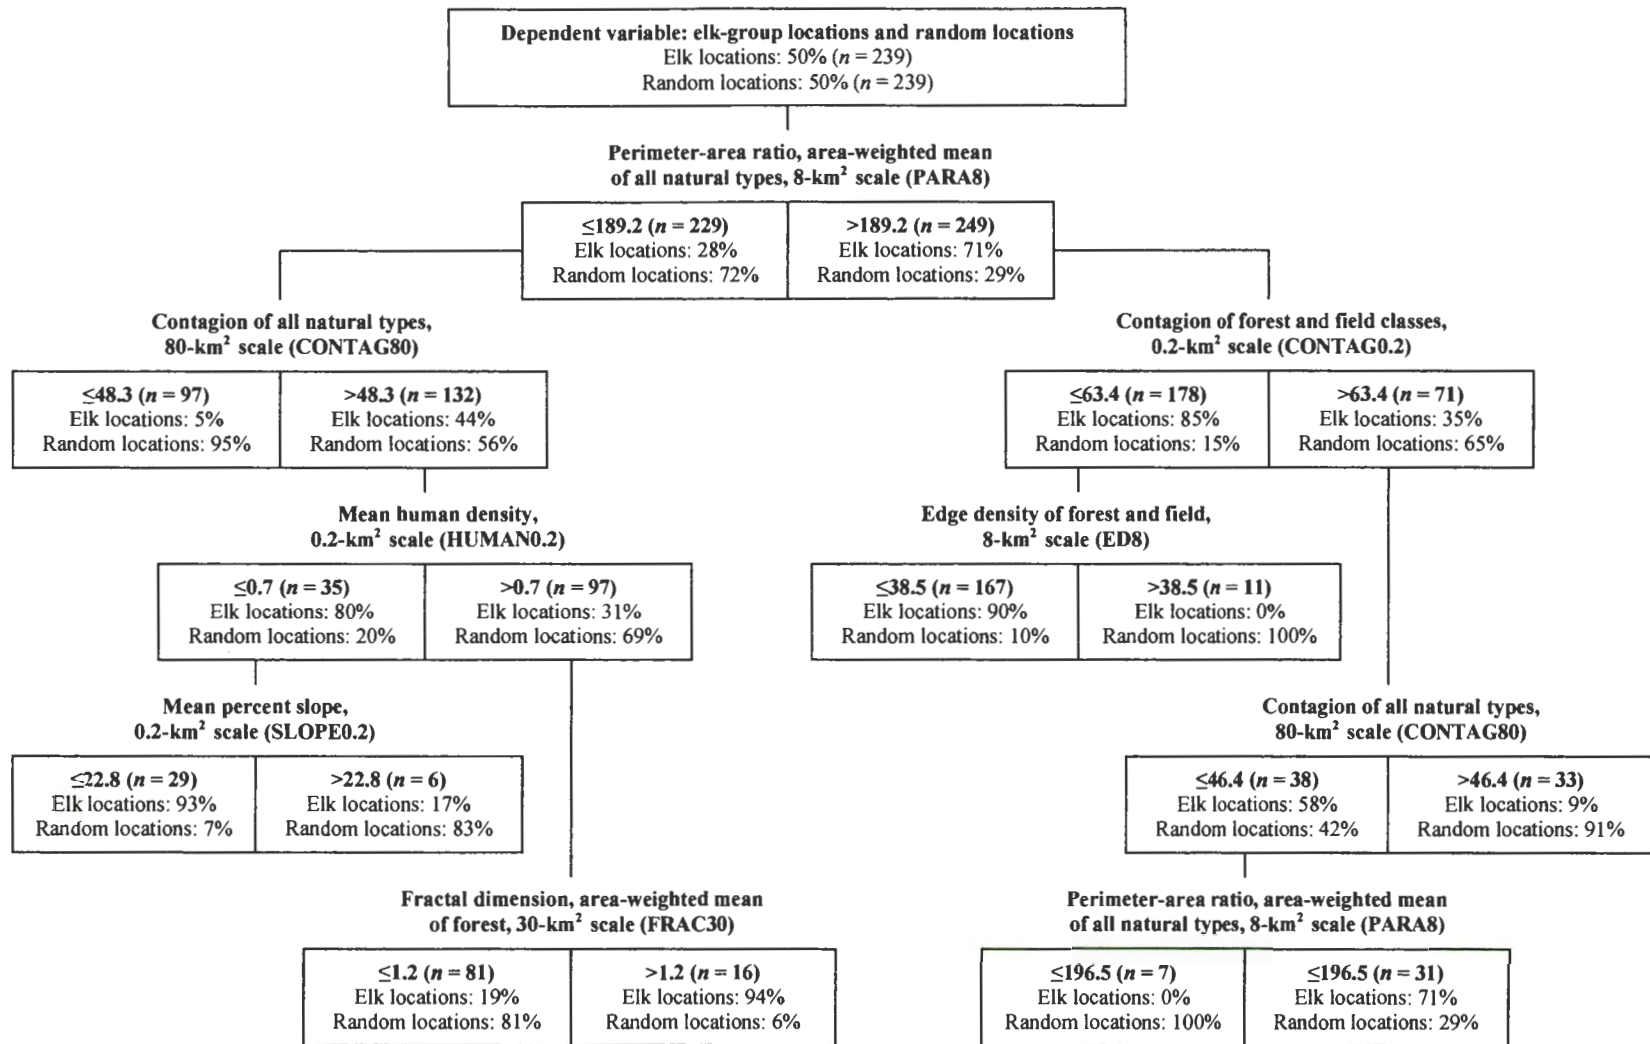 Dependent variable: elk-group locations and random locations
Elk locations: 50% (n = 239)
Random locations: 50% (n = 239)
Perimeter-area ratio, area-weighted mean
of all natural types, 8-km² scale (PARA8)
≤189.2 (n = 229)
Elk locations: 28%
Random locations: 72%
>189.2 (n = 249)
Elk locations: 71%
Random locations: 29%
Contagion of all natural types,
80-km² scale (CONTAG80)
≤48.3 (n = 97)
Elk locations: 5%
Random locations: 95%
>48.3 (n = 132)
Elk locations: 44%
Random locations: 56%
Contagion of forest and field classes,
0.2-km² scale (CONTAG0.2)
≤63.4 (n = 178)
Elk locations: 85%
Random locations: 15%
>63.4 (n = 71)
Elk locations: 35%
Random locations: 65%
Mean human density,
0.2-km² scale (HUMAN0.2)
≤0.7 (n = 35)
Elk locations: 80%
Random locations: 20%
>0.7 (n = 97)
Elk locations: 31%
Random locations: 69%
Edge density of forest and field,
8-km² scale (ED8)
≤38.5 (n = 167)
Elk locations: 90%
Random locations: 10%
>38.5 (n = 11)
Elk locations: 0%
Random locations: 100%
Mean percent slope,
0.2-km² scale (SLOPE0.2)
≤22.8 (n = 29)
Elk locations: 93%
Random locations: 7%
>22.8 (n = 6)
Elk locations: 17%
Random locations: 83%
Contagion of all natural types,
80-km² scale (CONTAG80)
≤46.4 (n = 38)
Elk locations: 58%
Random locations: 42%
>46.4 (n = 33)
Elk locations: 9%
Random locations: 91%
Fractal dimension, area-weighted mean
of forest, 30-km² scale (FRAC30)
≤1.2 (n = 81)
Elk locations: 19%
Random locations: 81%
>1.2 (n = 16)
Elk locations: 94%
Random locations: 6%
Perimeter-area ratio, area-weighted mean
of all natural types, 8-km² scale (PARA8)
≤196.5 (n = 7)
Elk locations: 0%
Random locations: 100%
≤196.5 (n = 31)
Elk locations: 71%
Random locations: 29%